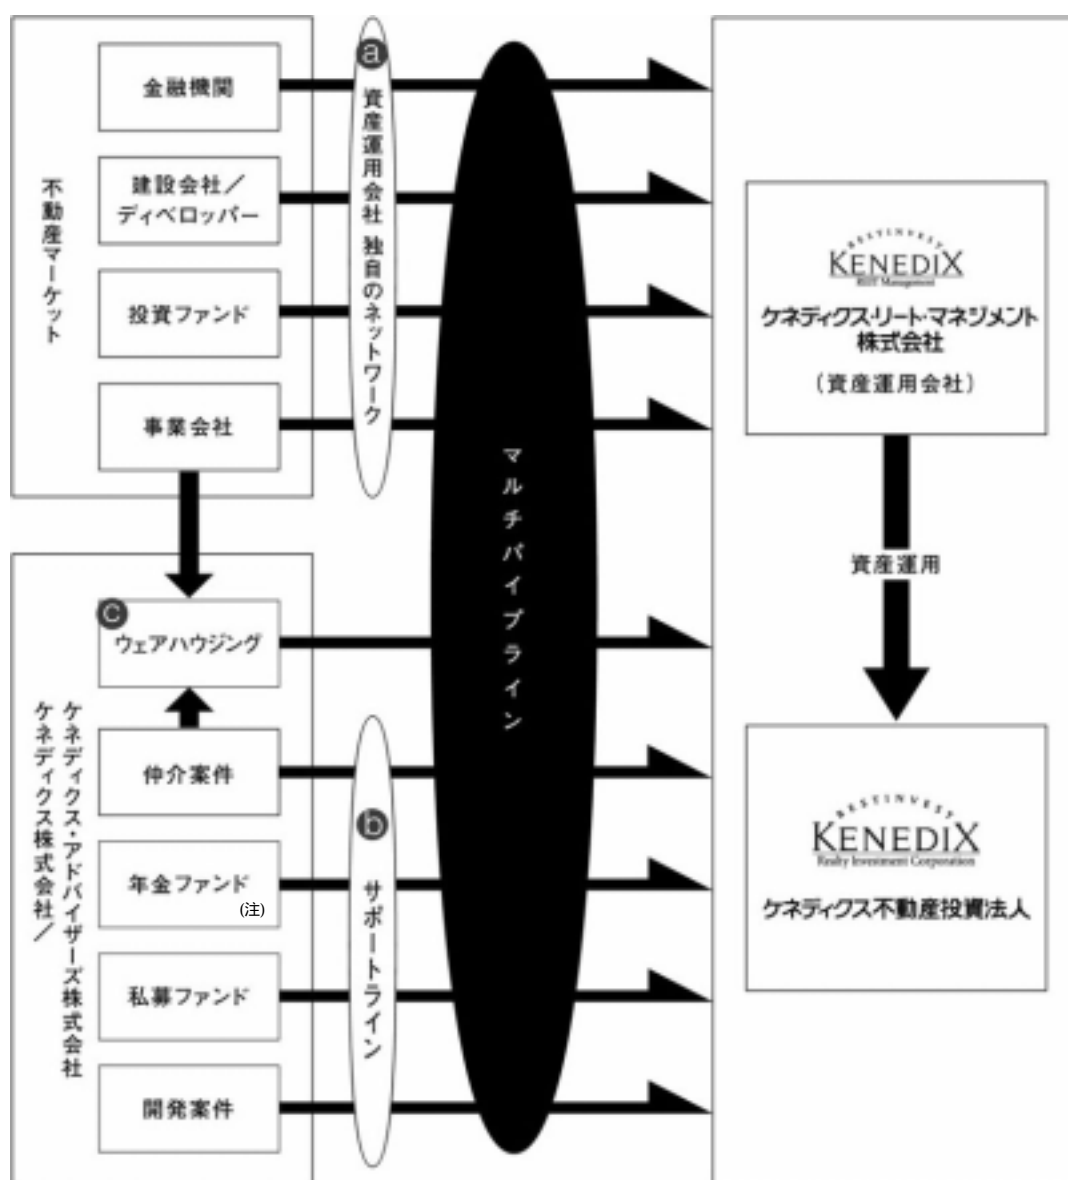 不動産マーケット
金融機関
建設会社／
ディベロッパー
投資ファンド
事業会社
ⓐ
資産運用会社 独自のネットワーク
ケネディクス株式会社／
ケネディクス・アドバイザーズ株式会社
ⓒ
ウェアハウジング
仲介案件
年金ファンド
(注)
私募ファンド
開発案件
ⓑ
サポートライン
マルチパイプライン
BESTINVEST
KENEDIX
REIT Management
ケネディクス・リート・マネジメント
株式会社
(資産運用会社)
資産運用
BESTINVEST
KENEDIX
Realty Investment Corporation
ケネディクス不動産投資法人